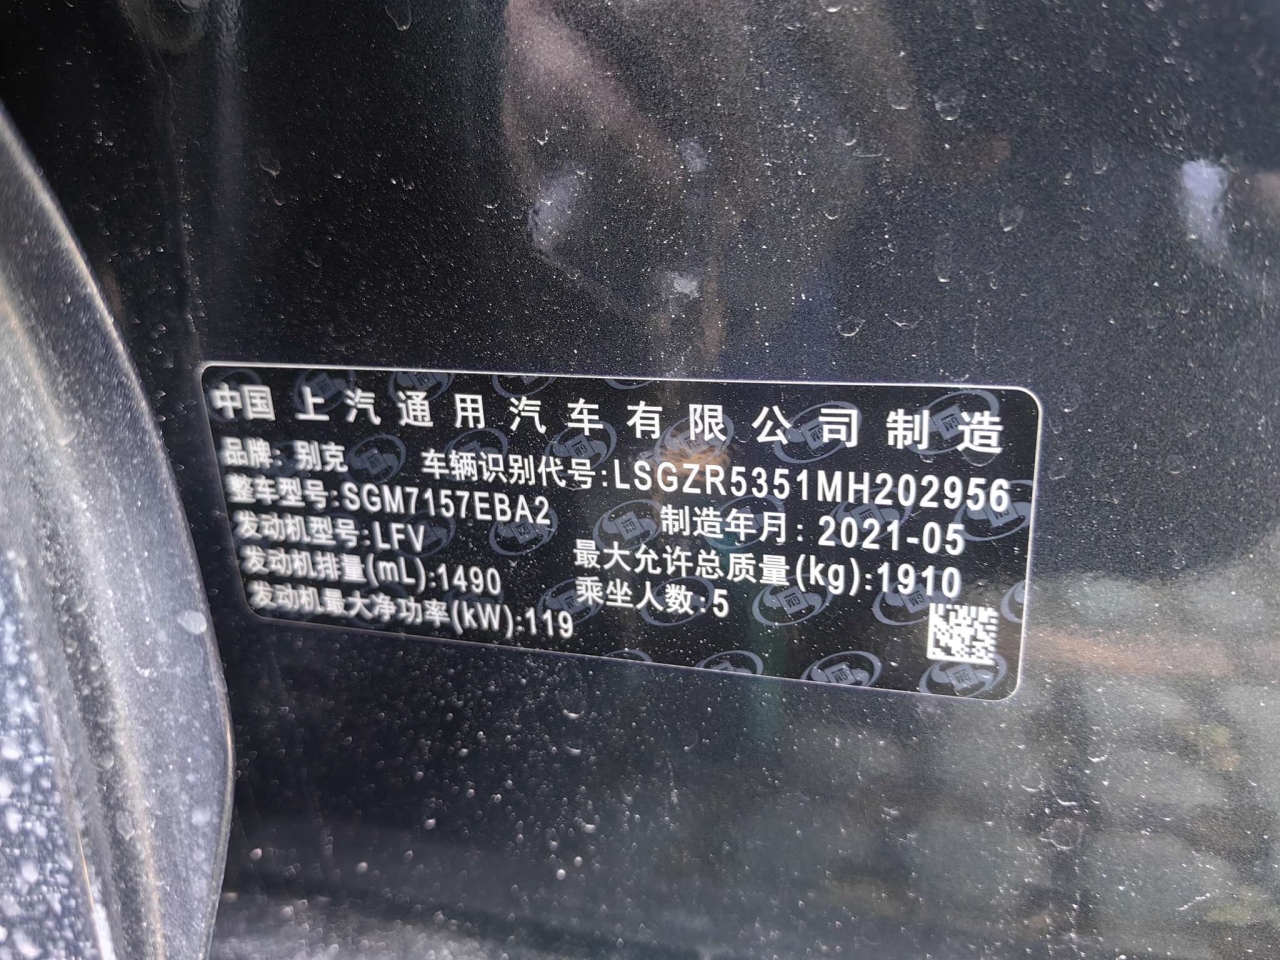 中国上汽通用汽车有限公司制造
品牌:别克 车辆识别代号:LSGZR5351MH202956
整车型号:SGM7157EBA2 制造年月:2021-05
发动机型号:LFV 最大允许总质量(kg):1910
发动机排量(mL):1490 乘坐人数:5
发动机最大净功率(kW):119